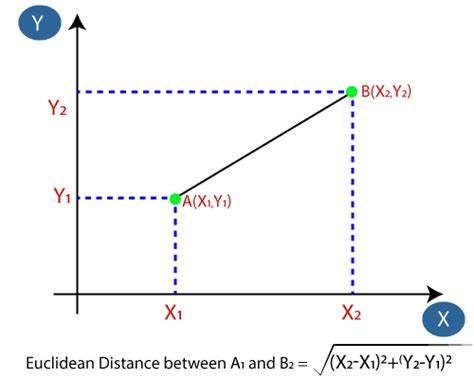 Y
Y₂
B(X₂,Y₂)
Y₁
A(X₁,Y₁)
X₁
X₂
X
Euclidean Distance between A₁ and B₂ = √(X₂-X₁)²+(Y₂-Y₁)²